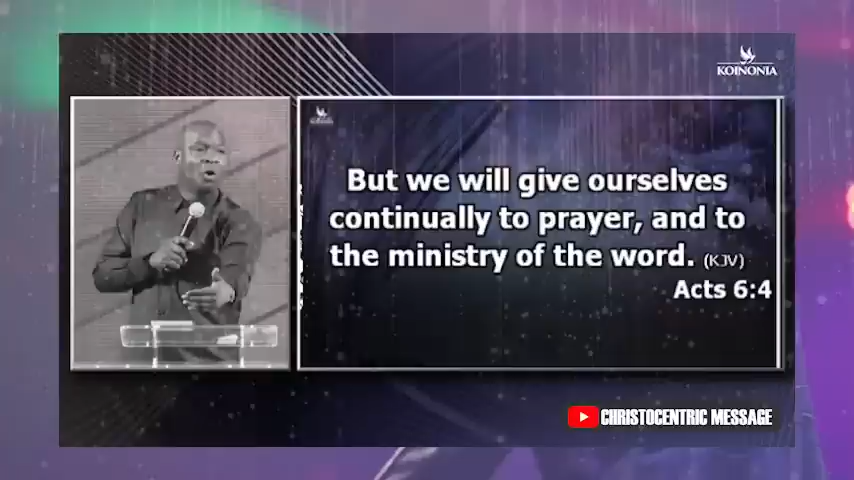 KOINONIA
But we will give ourselves
continually to prayer, and to
the ministry of the word. (KJV)
Acts 6:4
CHRISTOCENTRIC MESSAGE